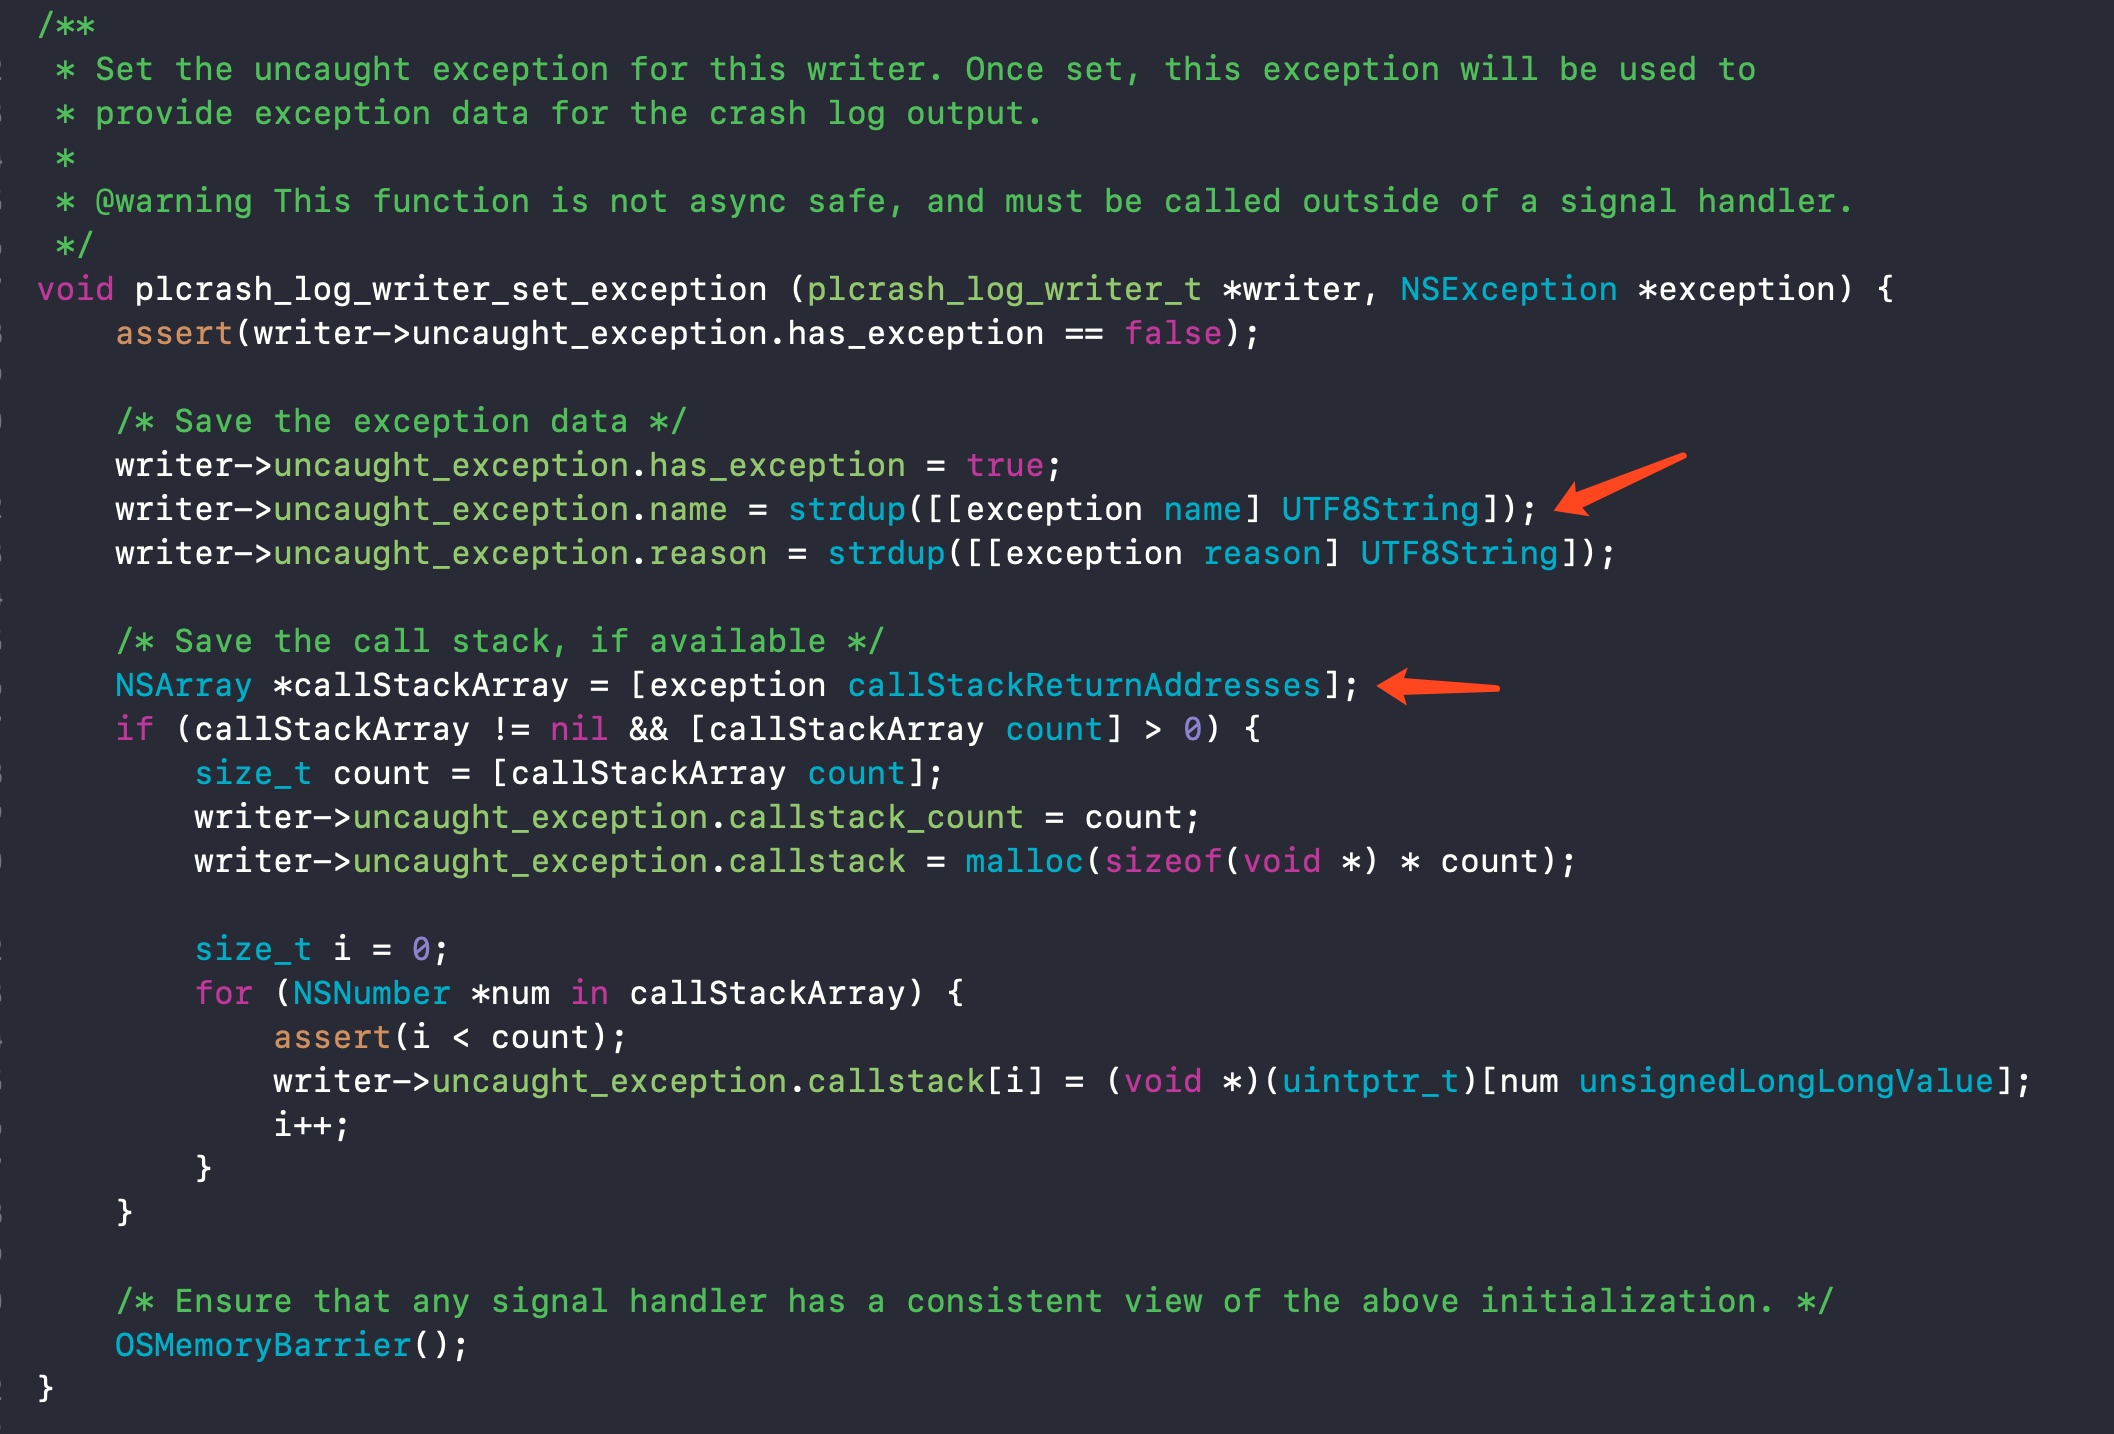 /**
 * Set the uncaught exception for this writer. Once set, this exception will be used to
 * provide exception data for the crash log output.
 *
 * @warning This function is not async safe, and must be called outside of a signal handler.
 */
void plcrash_log_writer_set_exception (plcrash_log_writer_t *writer, NSException *exception) {
    assert(writer->uncaught_exception.has_exception == false);

    /* Save the exception data */
    writer->uncaught_exception.has_exception = true;
    writer->uncaught_exception.name = strdup([[exception name] UTF8String]);
    writer->uncaught_exception.reason = strdup([[exception reason] UTF8String]);

    /* Save the call stack, if available */
    NSArray *callStackArray = [exception callStackReturnAddresses];
    if (callStackArray != nil && [callStackArray count] > 0) {
        size_t count = [callStackArray count];
        writer->uncaught_exception.callstack_count = count;
        writer->uncaught_exception.callstack = malloc(sizeof(void *) * count);

        size_t i = 0;
        for (NSNumber *num in callStackArray) {
            assert(i < count);
            writer->uncaught_exception.callstack[i] = (void *)(uintptr_t)[num unsignedLongLongValue];
            i++;
        }
    }

    /* Ensure that any signal handler has a consistent view of the above initialization. */
    OSMemoryBarrier();
}